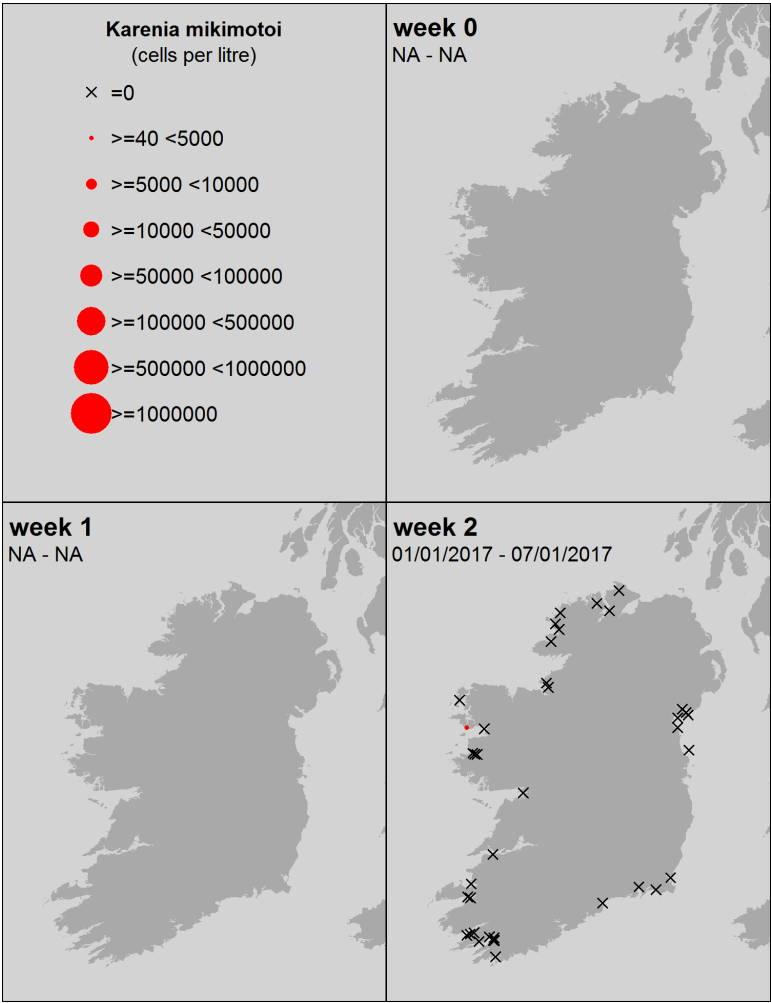 Karenia mikimotoi
(cells per litre)
=0
>=40 <5000
>=5000 <10000
>=10000 <50000
>=50000 <100000
>=100000 <500000
>=500000 <1000000
>=1000000
week 0
NA - NA
week 1
NA - NA
week 2
01/01/2017 - 07/01/2017